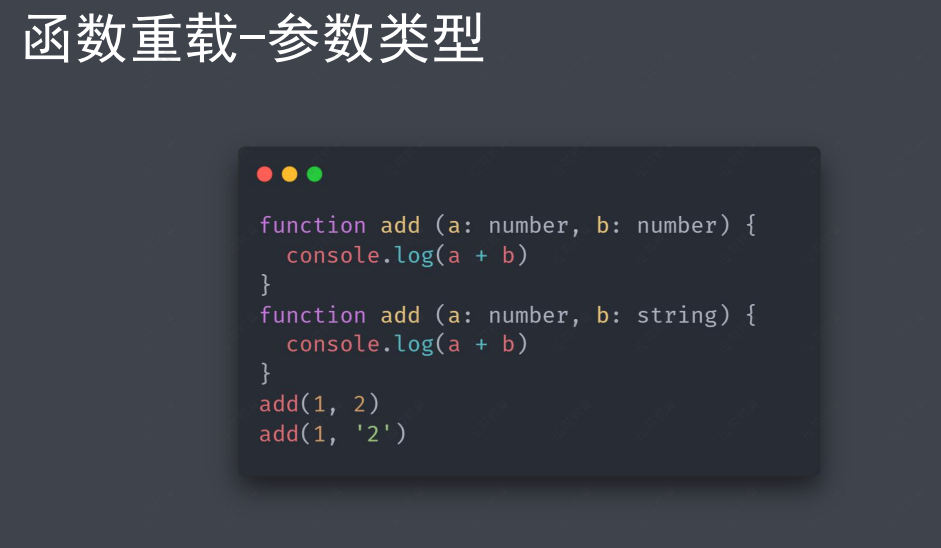 函数重载-参数类型
function add (a: number, b: number) {
  console.log(a + b)
}
function add (a: number, b: string) {
  console.log(a + b)
}
add(1, 2)
add(1, '2')